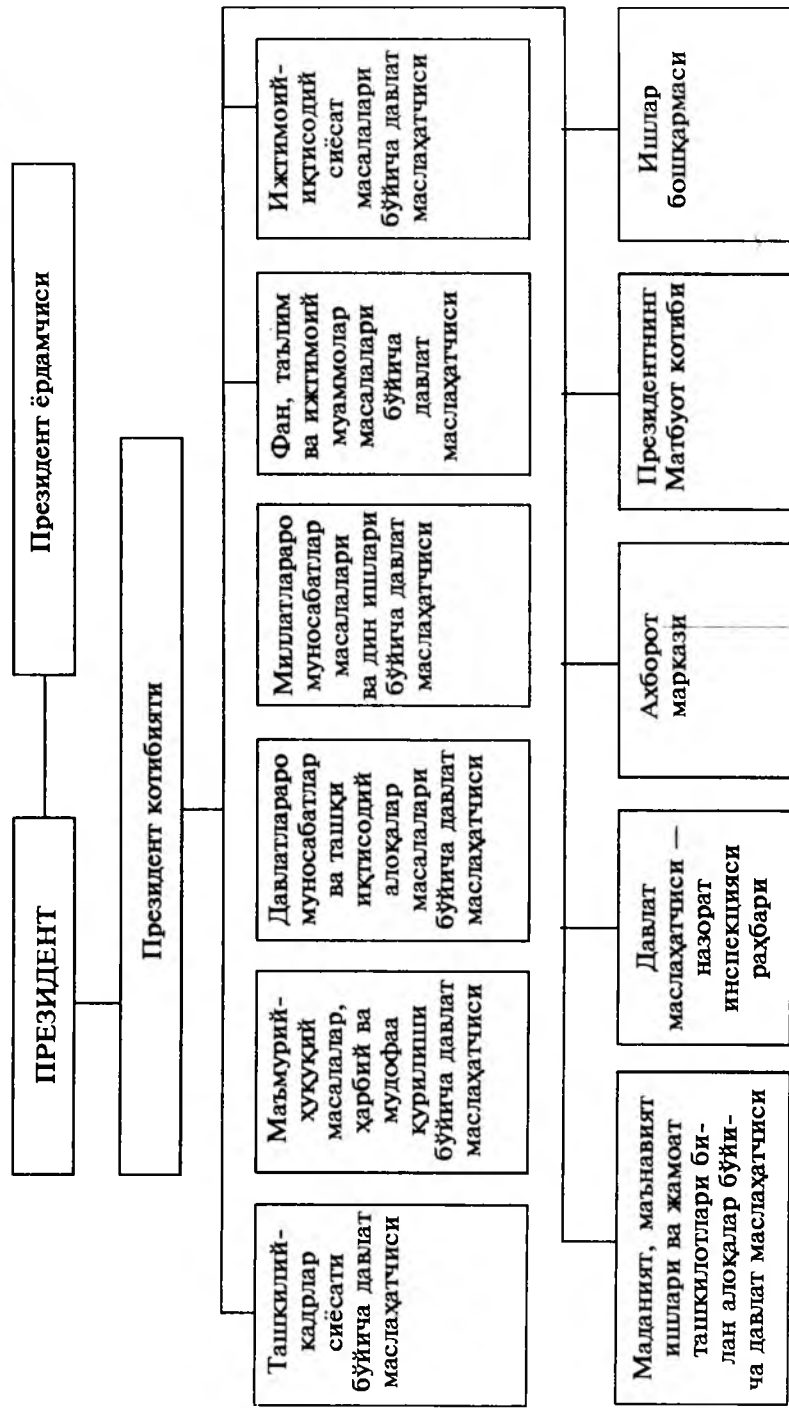 ПРЕЗИДЕНТ
Президент ёрдамчиси
Президент котибияти
Ташкилий-
кадрлар
сиёсати
бўйича давлат
маслаҳатчиси
Маъмурий-
ҳуқуқий
масалалар,
ҳарбий ва
мудофаа
қурилиши
бўйича давлат
маслаҳатчиси
Давлатлараро
муносабатлар
ва ташқи
иқтисодий
алоқалар
масалалари
бўйича давлат
маслаҳатчиси
Миллатлараро
муносабатлар
масалалари
ва дин ишлари
бўйича давлат
маслаҳатчиси
Фан, таълим
ва ижтимоий
муаммолар
масалалари
бўйича
давлат
маслаҳатчиси
Ижтимоий-
иқтисодий
сиёсат
масалалари
бўйича давлат
маслаҳатчиси
Маданият, маънавият
ишлари ва жамоат
ташкилотлари би-
лан алоқалар бўйи-
ча давлат маслаҳатчиси
Давлат
маслаҳатчиси —
назорат
инспекцияси
раҳбари
Ахборот
маркази
Президентнинг
Матбуот котиби
Ишлар
бошқармаси